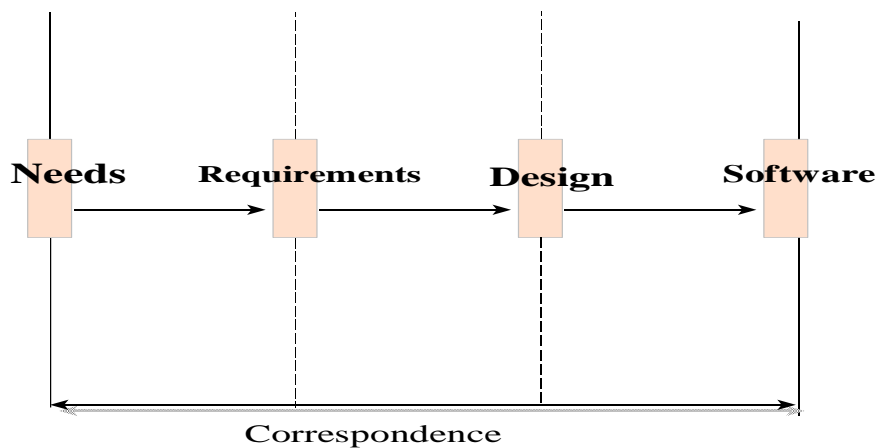 Needs
Requirements
Design
Software
Correspondence